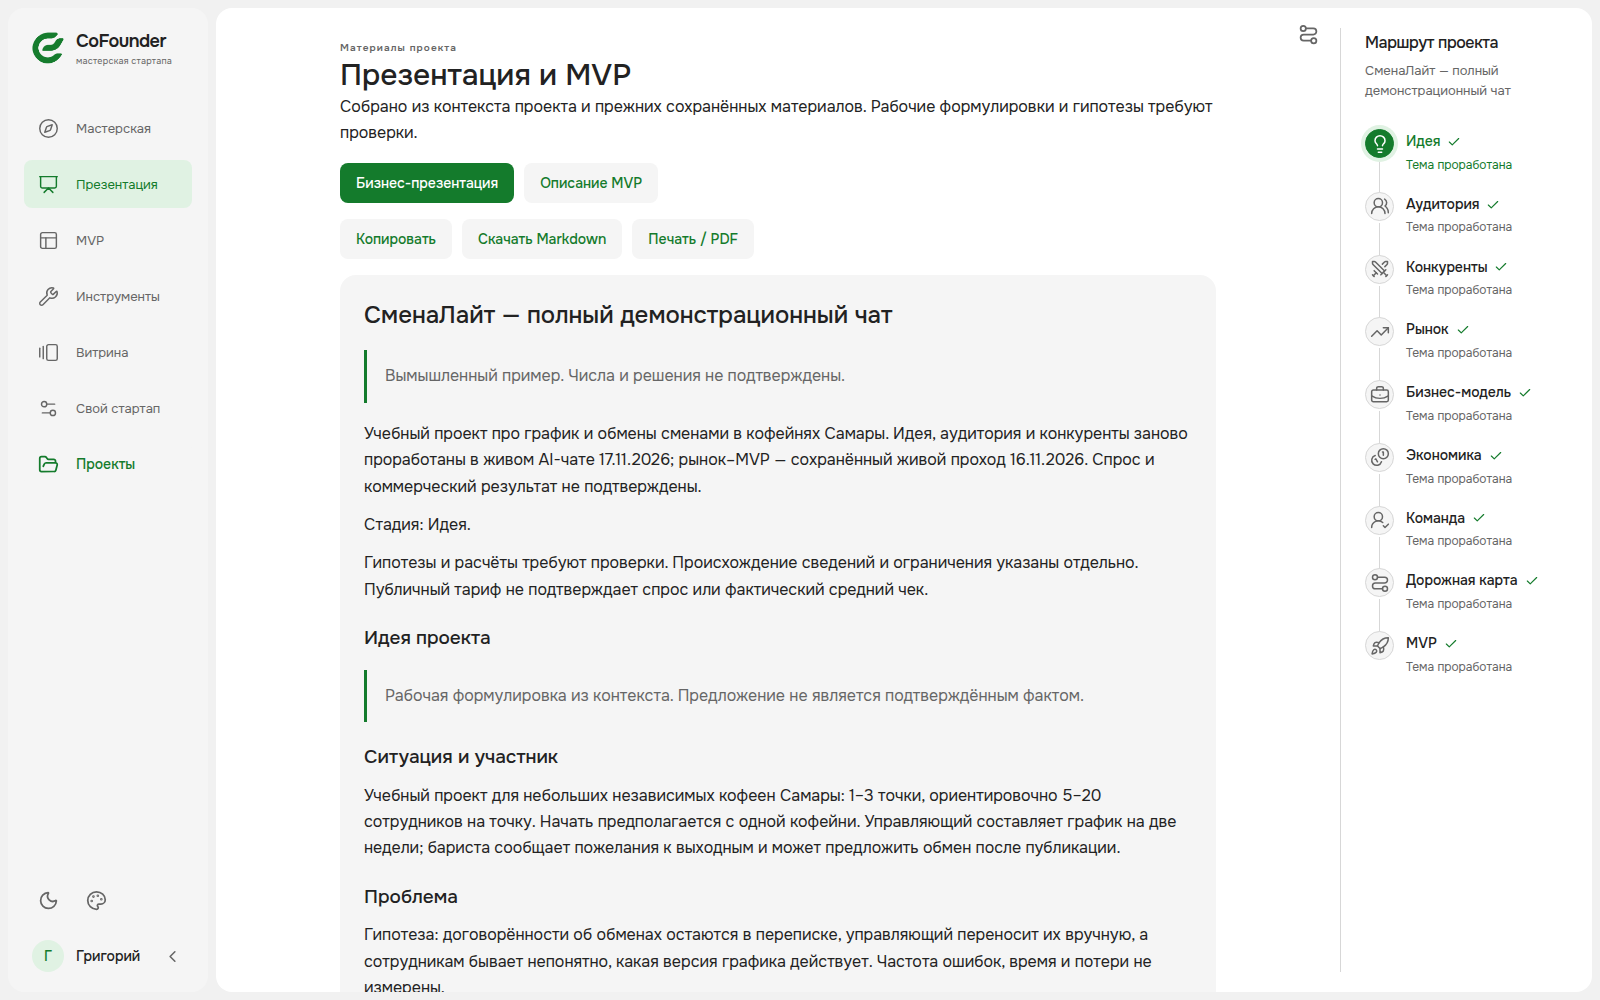 CoFounder
мастерская стартапа
Мастерская
Презентация
MVP
Инструменты
Витрина
Свой стартап
Проекты
Г
Григорий
Материалы проекта
Презентация и MVP
Собрано из контекста проекта и прежних сохранённых материалов. Рабочие формулировки и гипотезы требуют
проверки.
Бизнес-презентация
Описание MVP
Копировать
Скачать Markdown
Печать / PDF
СменаЛайт — полный демонстрационный чат
Вымышленный пример. Числа и решения не подтверждены.
Учебный проект про график и обмены сменами в кофейнях Самары. Идея, аудитория и конкуренты заново
проработаны в живом AI-чате 17.11.2026; рынок–MVP — сохранённый живой проход 16.11.2026. Спрос и
коммерческий результат не подтверждены.
Стадия: Идея.
Гипотезы и расчёты требуют проверки. Происхождение сведений и ограничения указаны отдельно.
Публичный тариф не подтверждает спрос или фактический средний чек.
Идея проекта
Рабочая формулировка из контекста. Предложение не является подтверждённым фактом.
Ситуация и участник
Учебный проект для небольших независимых кофеен Самары: 1–3 точки, ориентировочно 5–20
сотрудников на точку. Начать предполагается с одной кофейни. Управляющий составляет график на две
недели; бариста сообщает пожелания к выходным и может предложить обмен после публикации.
Проблема
Гипотеза: договорённости об обменах остаются в переписке, управляющий переносит их вручную, а
сотрудникам бывает непонятно, какая версия графика действует. Частота ошибок, время и потери не
измерены.
Маршрут проекта
СменаЛайт — полный
демонстрационный чат
Идея
Тема проработана
Аудитория
Тема проработана
Конкуренты
Тема проработана
Рынок
Тема проработана
Бизнес-модель
Тема проработана
Экономика
Тема проработана
Команда
Тема проработана
Дорожная карта
Тема проработана
MVP
Тема проработана